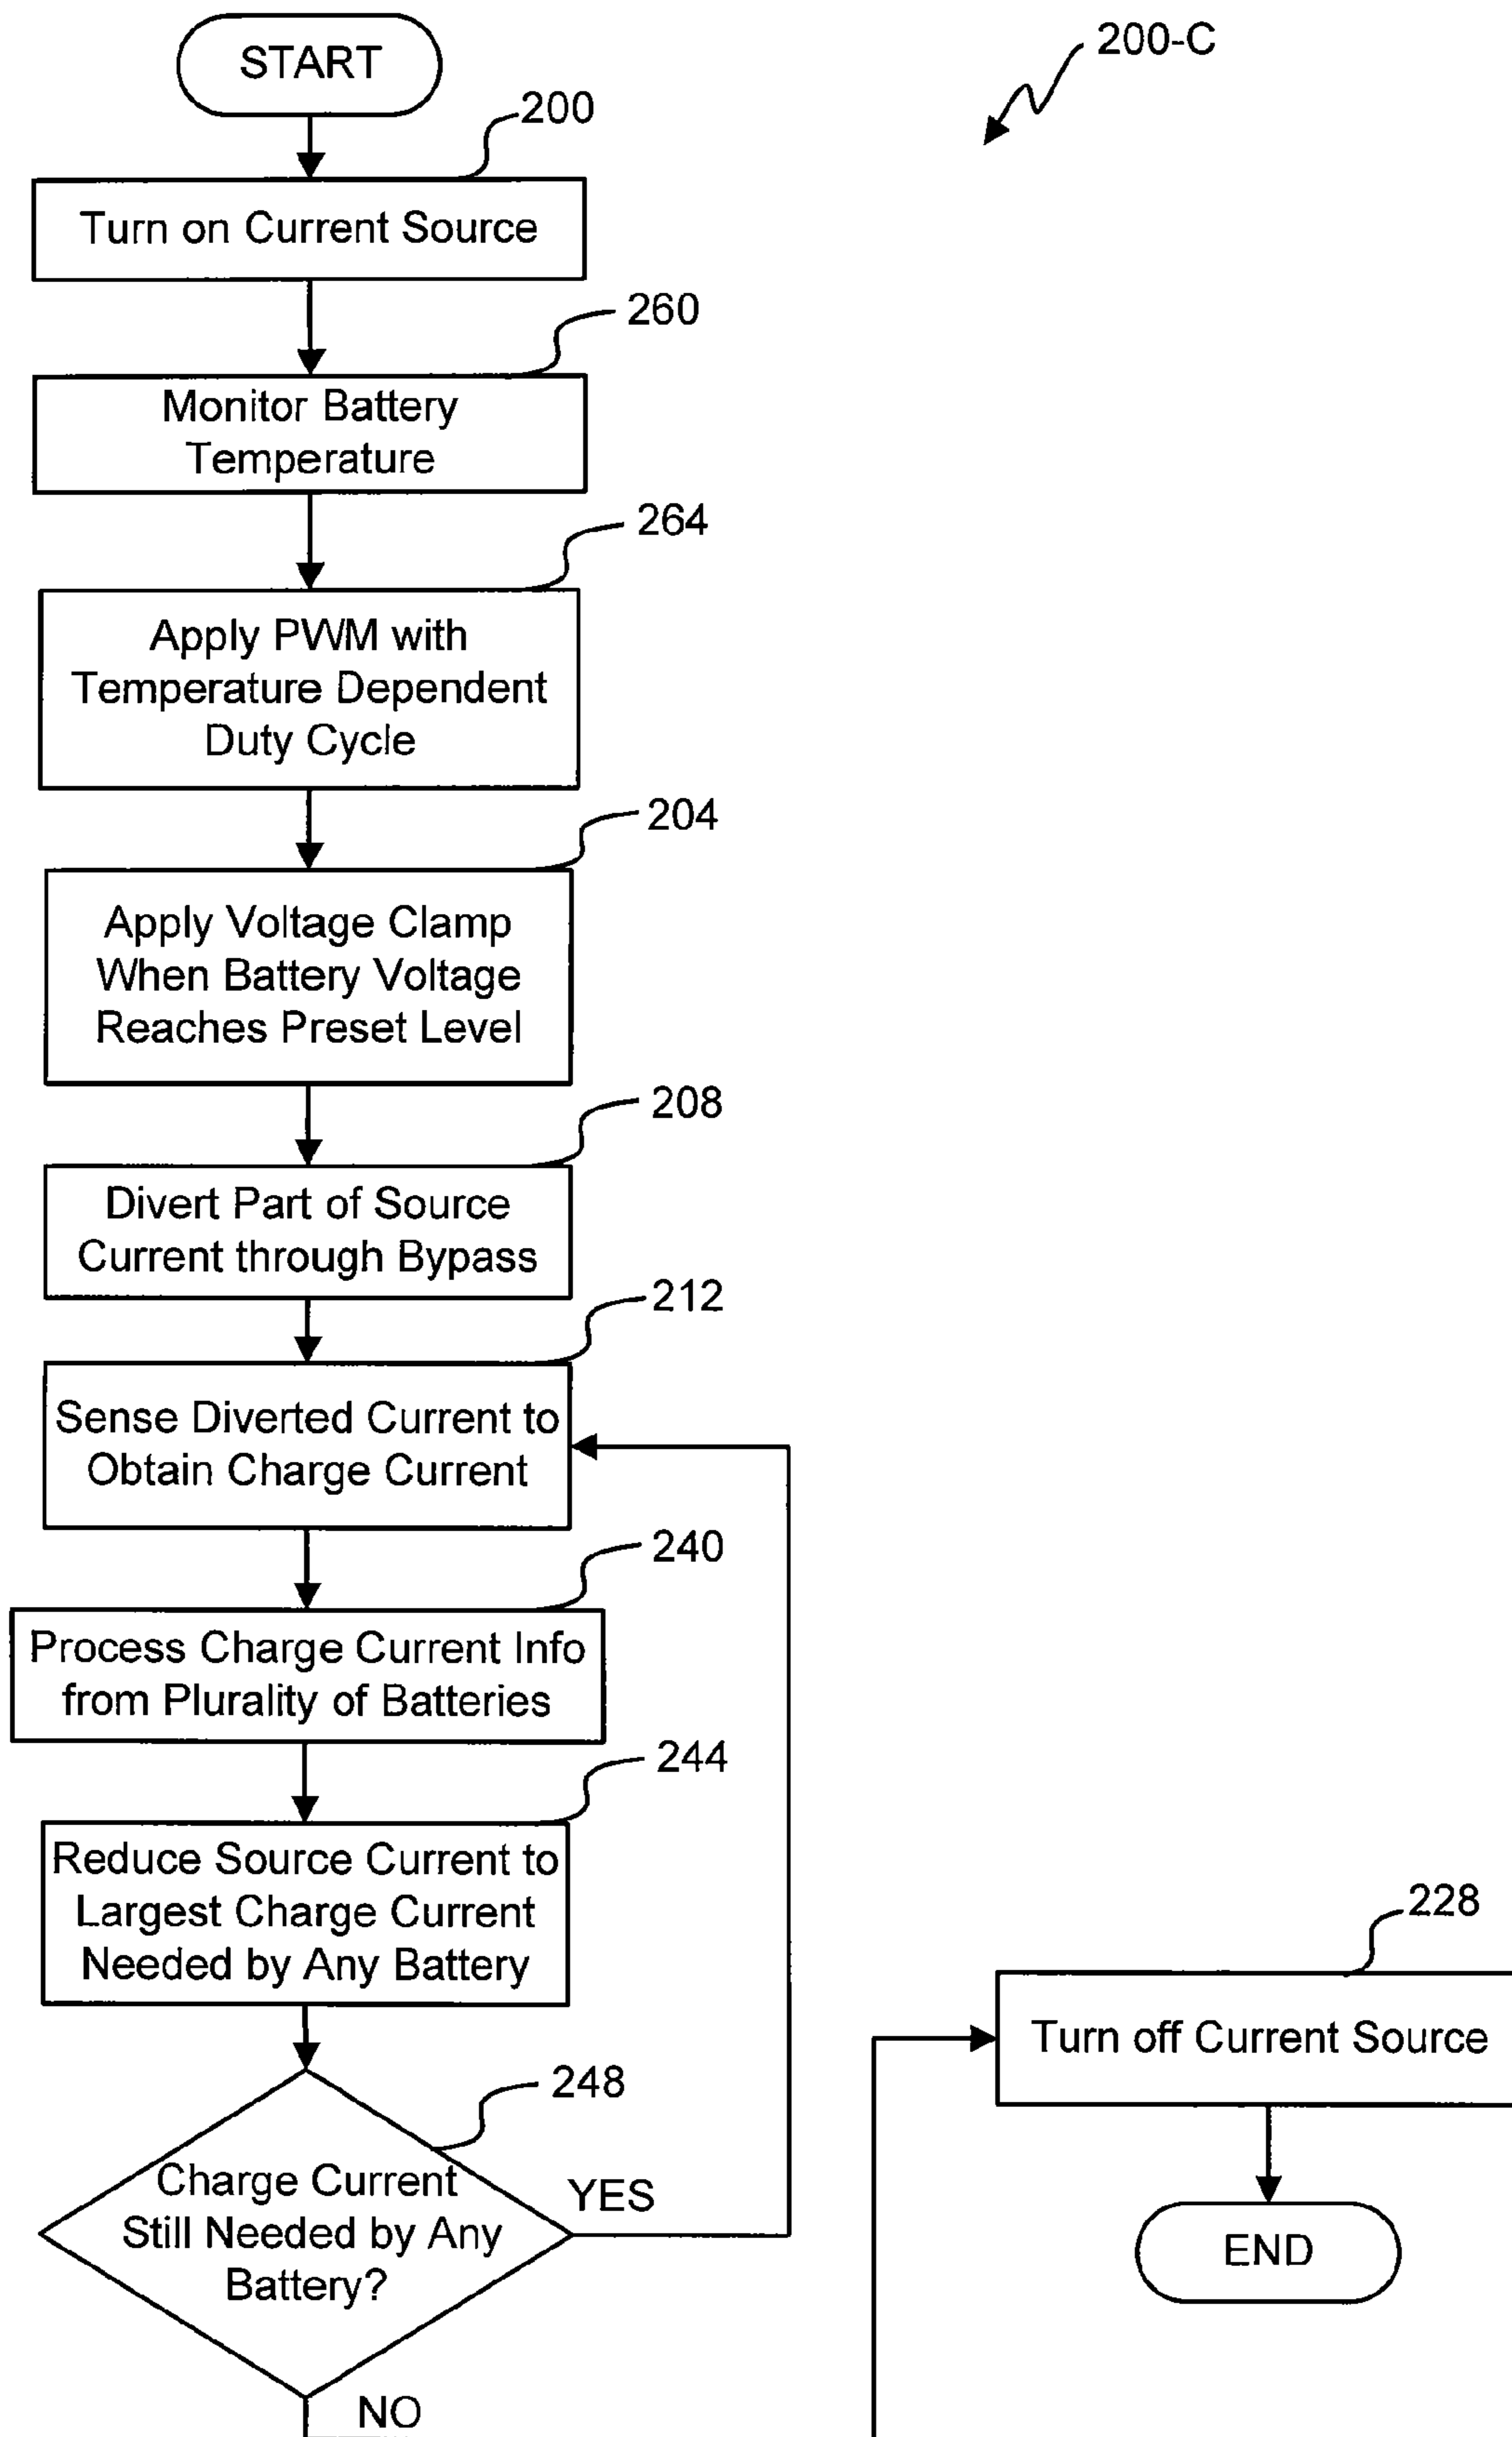 START
200-C
200
Turn on Current Source
260
Monitor Battery
Temperature
264
Apply PWM with
Temperature Dependent
Duty Cycle
204
Apply Voltage Clamp
When Battery Voltage
Reaches Preset Level
208
Divert Part of Source
Current through Bypass
212
Sense Diverted Current to
Obtain Charge Current
240
Process Charge Current Info
from Plurality of Batteries
244
Reduce Source Current to
Largest Charge Current
Needed by Any Battery
248
Charge Current
Still Needed by Any
Battery?
YES
NO
228
Turn off Current Source
END